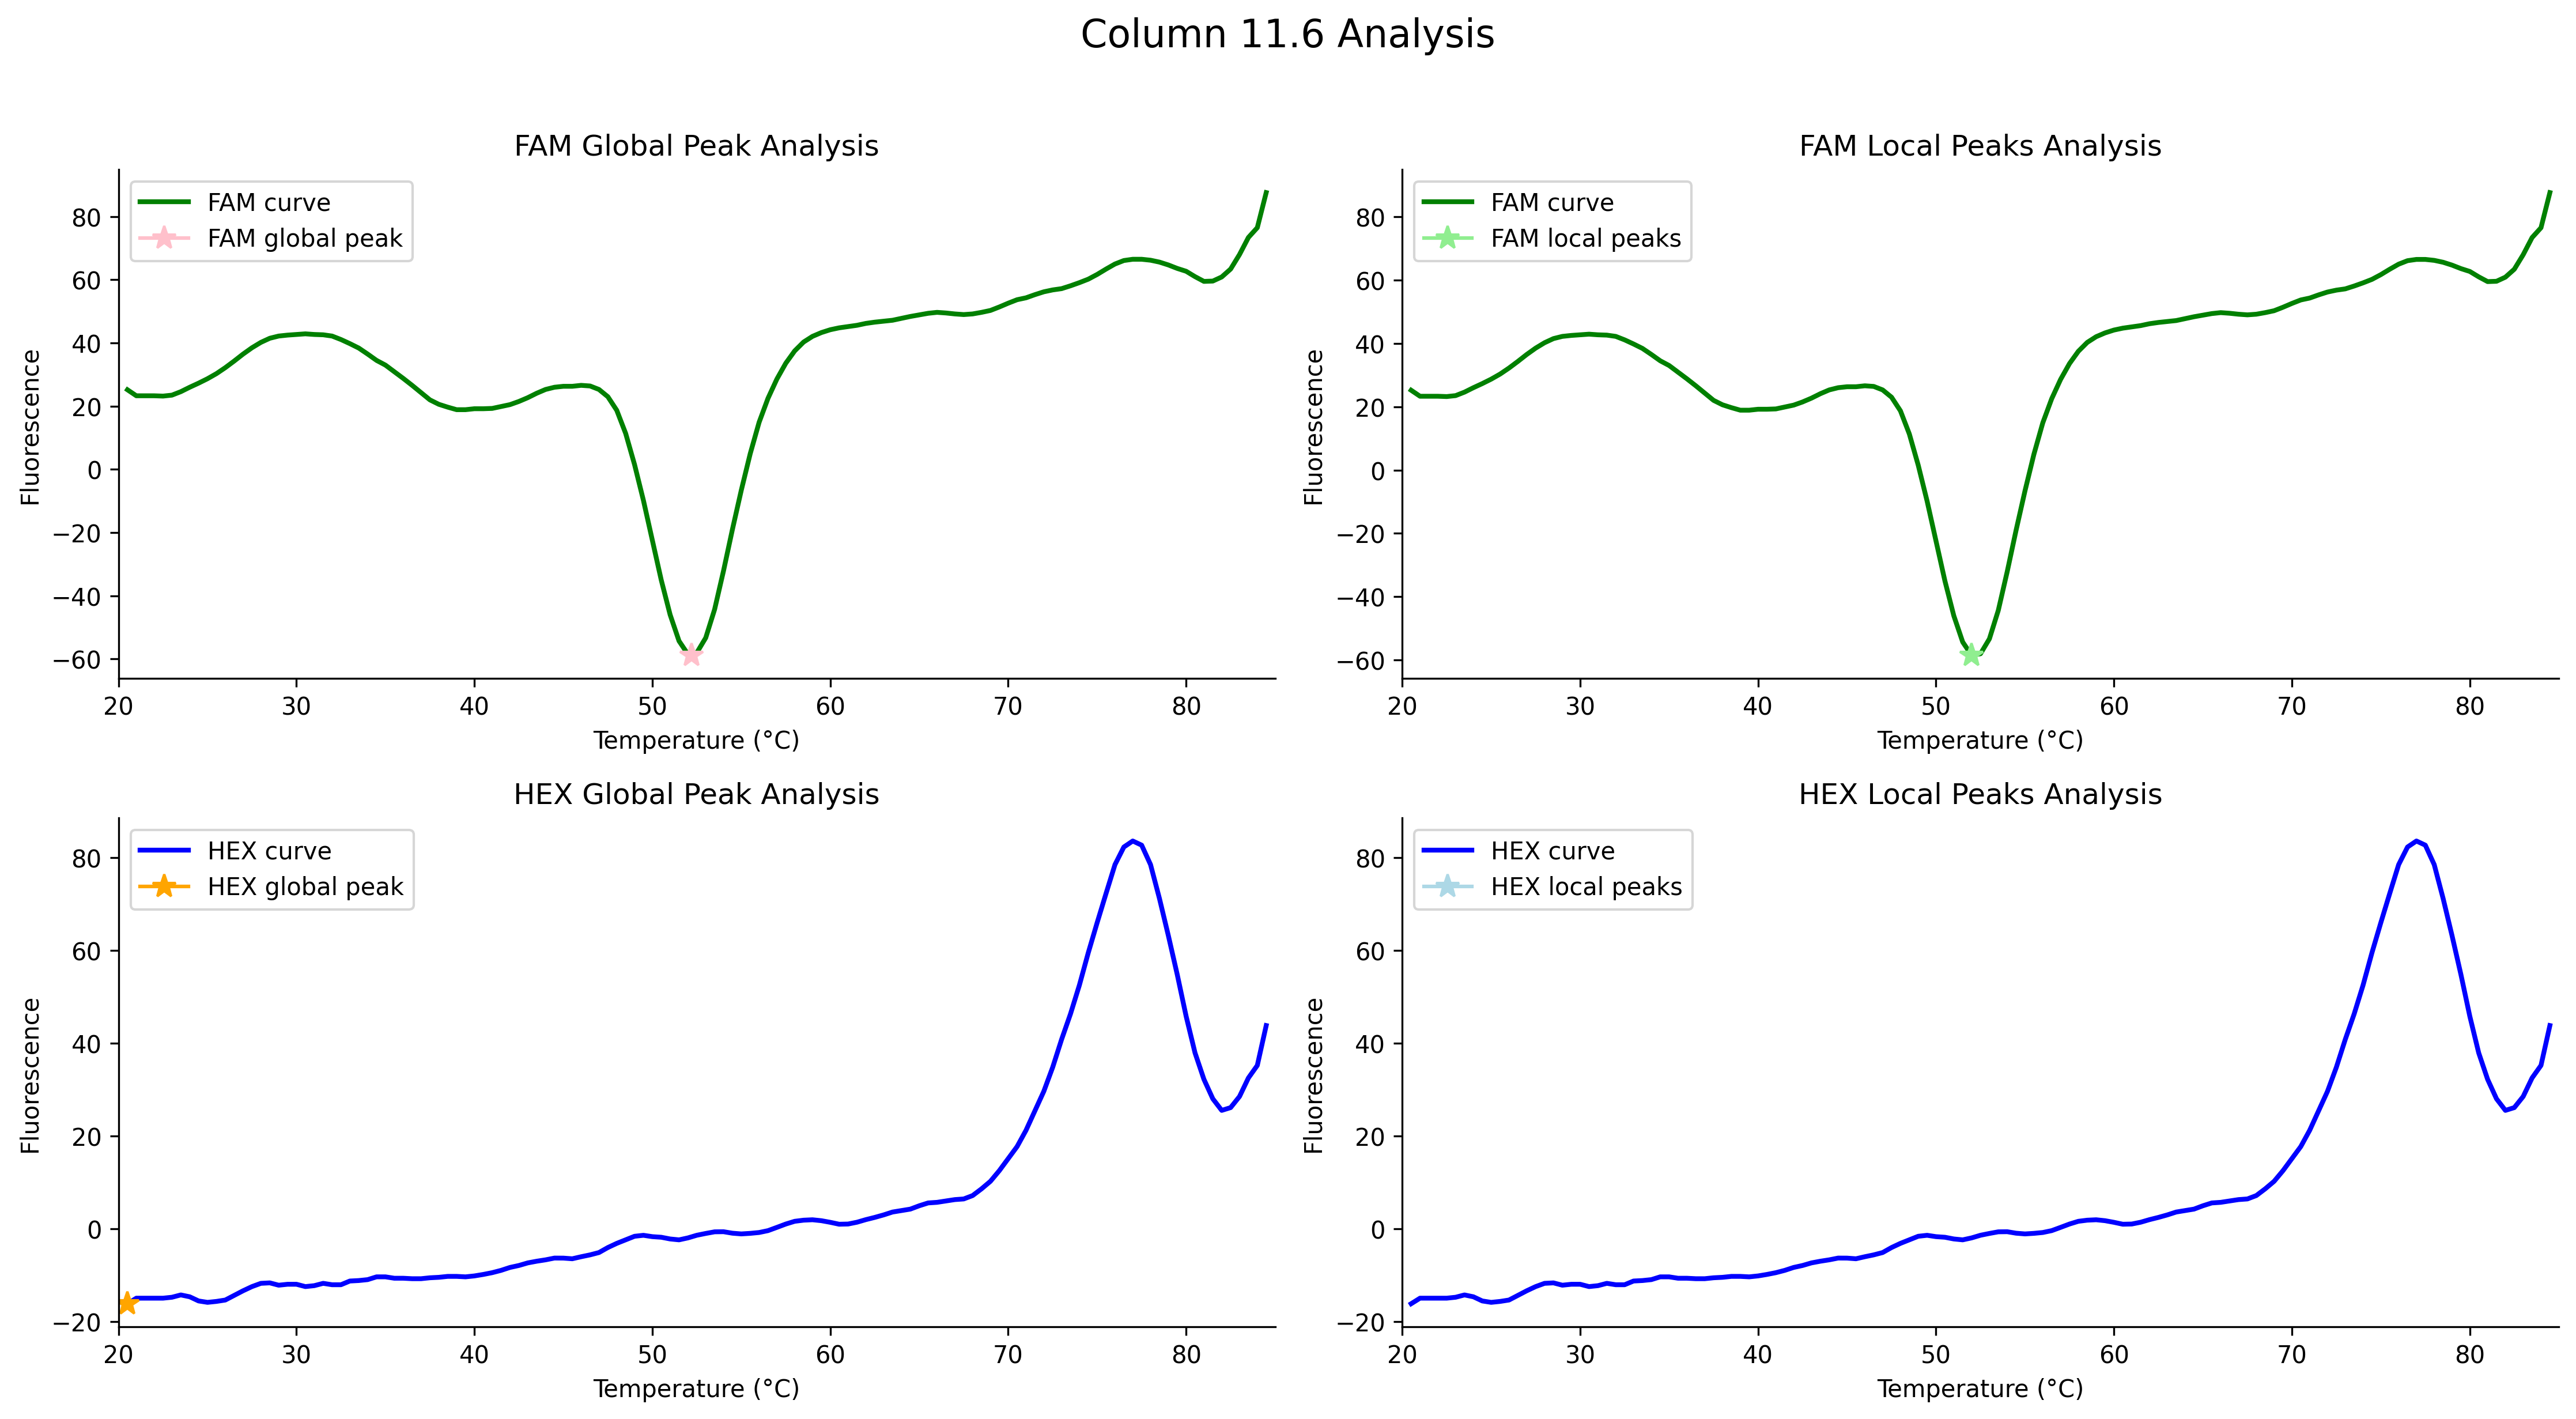 Column 11.6 Analysis
FAM Global Peak Analysis
FAM curve
FAM global peak
80
60
40
20
0
−20
−40
−60
Fluorescence
20 30 40 50 60 70 80
Temperature (°C)
FAM Local Peaks Analysis
FAM curve
FAM local peaks
80
60
40
20
0
−20
−40
−60
Fluorescence
20 30 40 50 60 70 80
Temperature (°C)
HEX Global Peak Analysis
HEX curve
HEX global peak
80
60
40
20
0
−20
Fluorescence
20 30 40 50 60 70 80
Temperature (°C)
HEX Local Peaks Analysis
HEX curve
HEX local peaks
80
60
40
20
0
−20
Fluorescence
20 30 40 50 60 70 80
Temperature (°C)